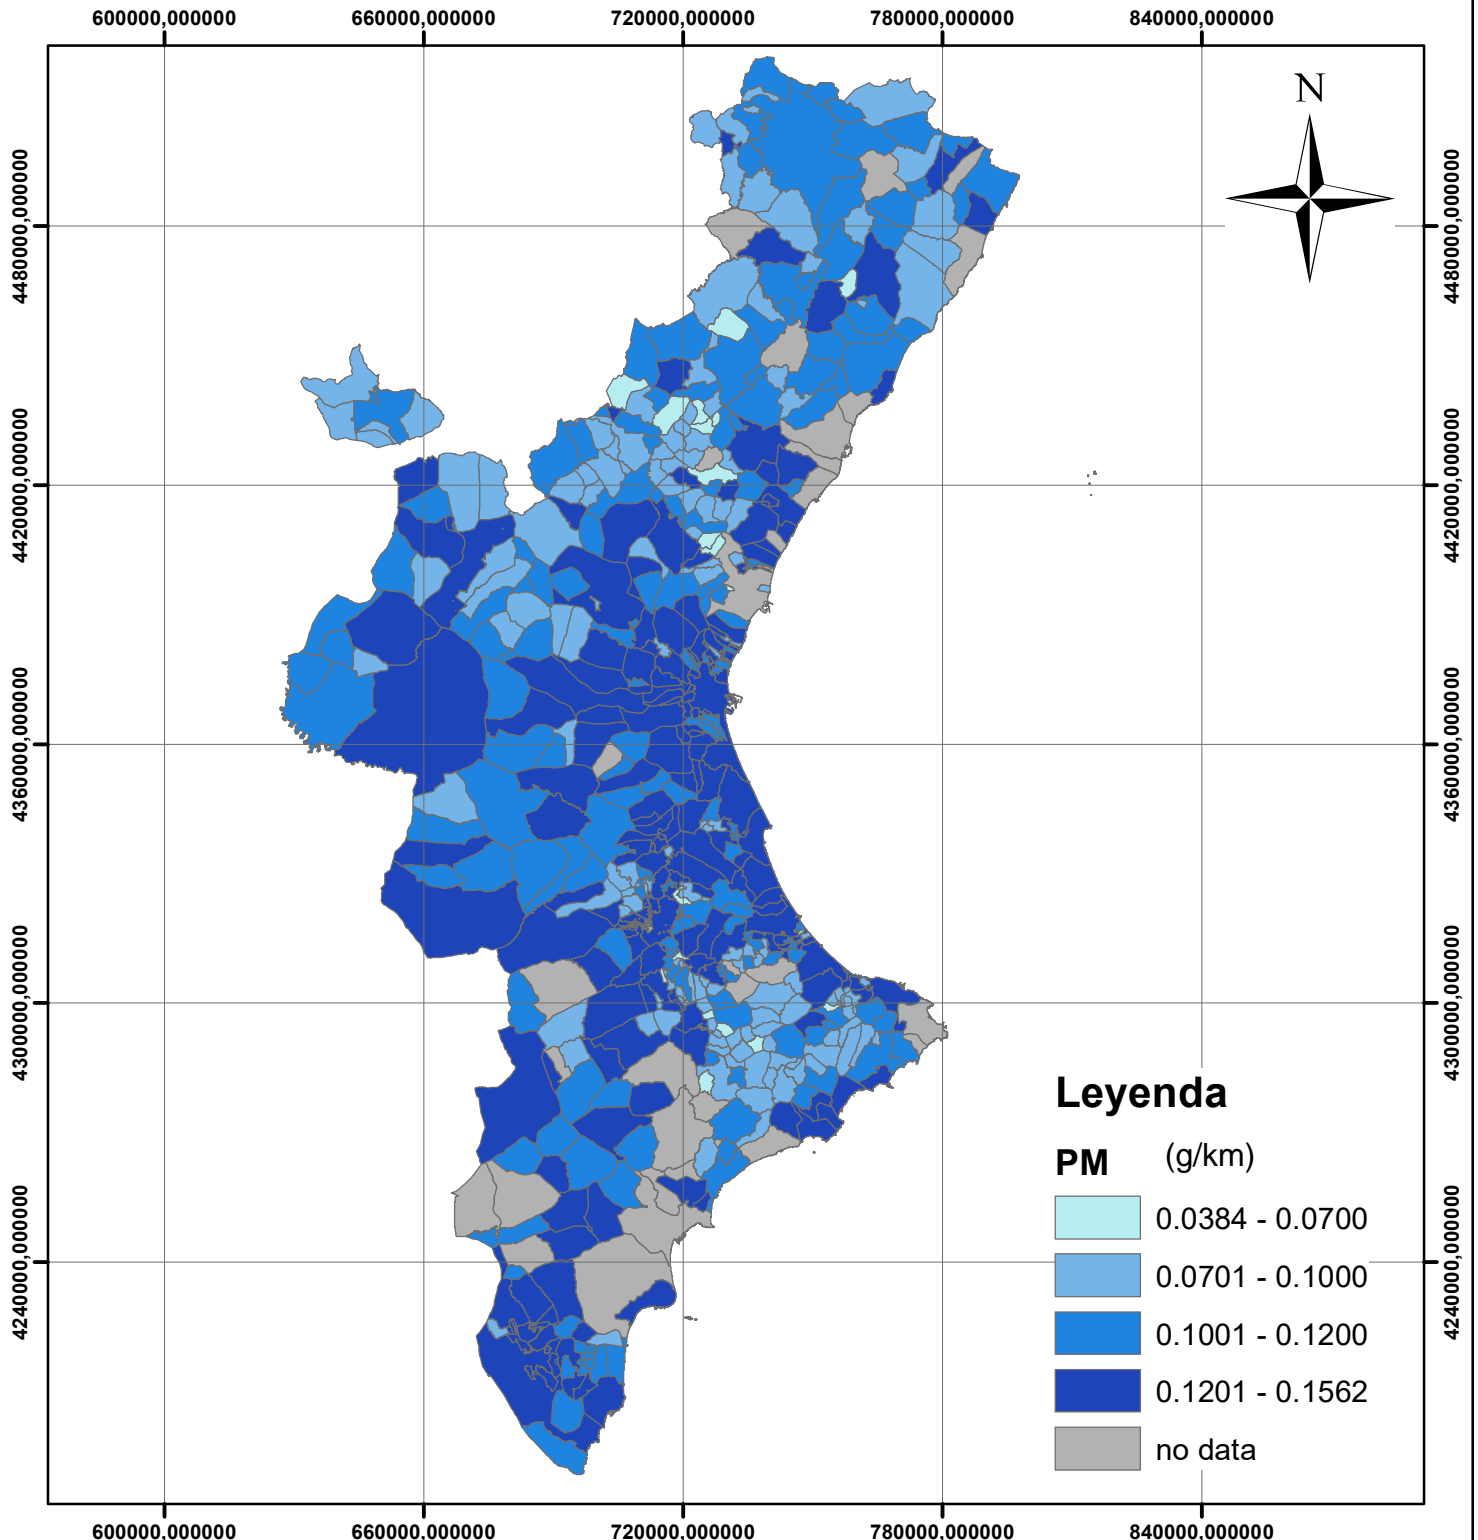 600000,000000 660000,000000 720000,000000 780000,000000 840000,000000
N
4480000,000000 4480000,000000
4420000,000000 4420000,000000
4360000,000000 4360000,000000
4300000,000000 4300000,000000
4240000,000000 4240000,000000
Leyenda
PM (g/km)
0.0384 - 0.0700
0.0701 - 0.1000
0.1001 - 0.1200
0.1201 - 0.1562
no data
600000,000000 660000,000000 720000,000000 780000,000000 840000,000000